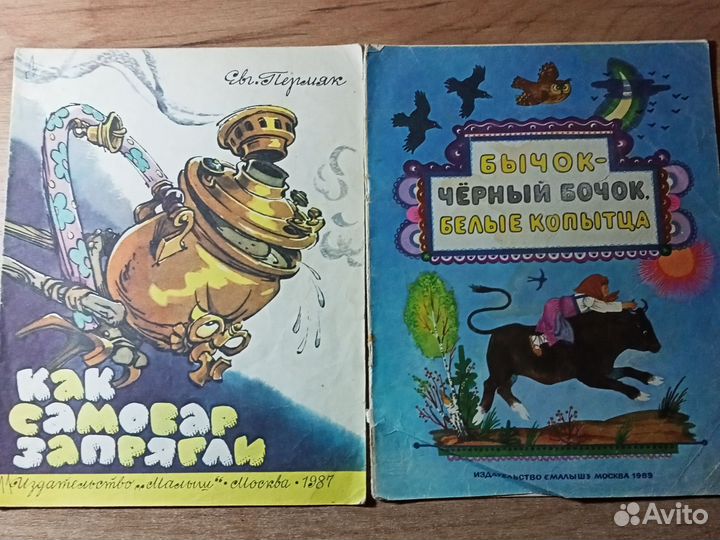 Евг. Пермяк
Как
самовар
запрягли
Издательство „Малыш“ • Москва • 1987
БЫЧОК-
ЧЁРНЫЙ БОЧОК,
БЕЛЫЕ КОПЫТЦА
ИЗДАТЕЛЬСТВО «МАЛЫШ» МОСКВА 1989
Avito